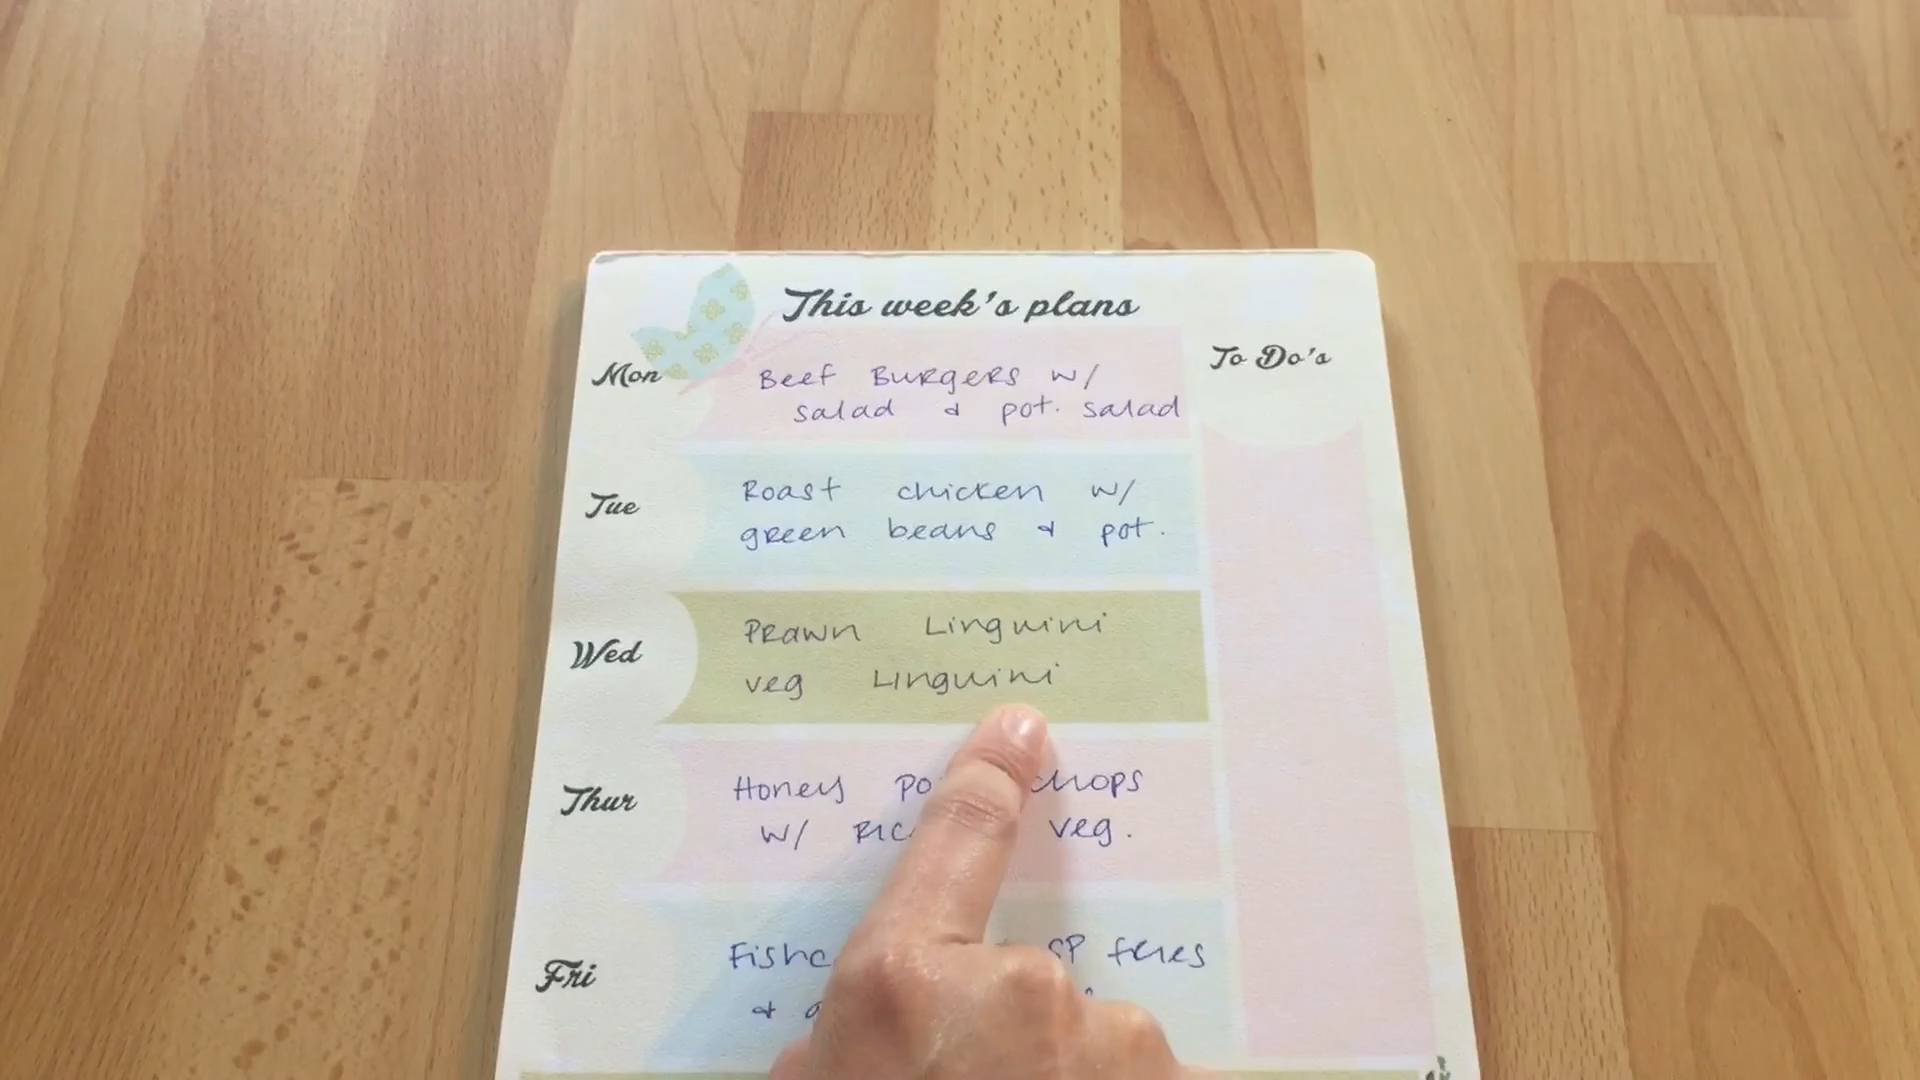 This week's plans
To Do's
Mon
Beef Burgers w/
salad & pot. salad
Tue
Roast chicken w/
green beans & pot.
Wed
Prawn Linguini
veg Linguini
Thur
Honey chops
w/ veg.
Fri
SP fries
&